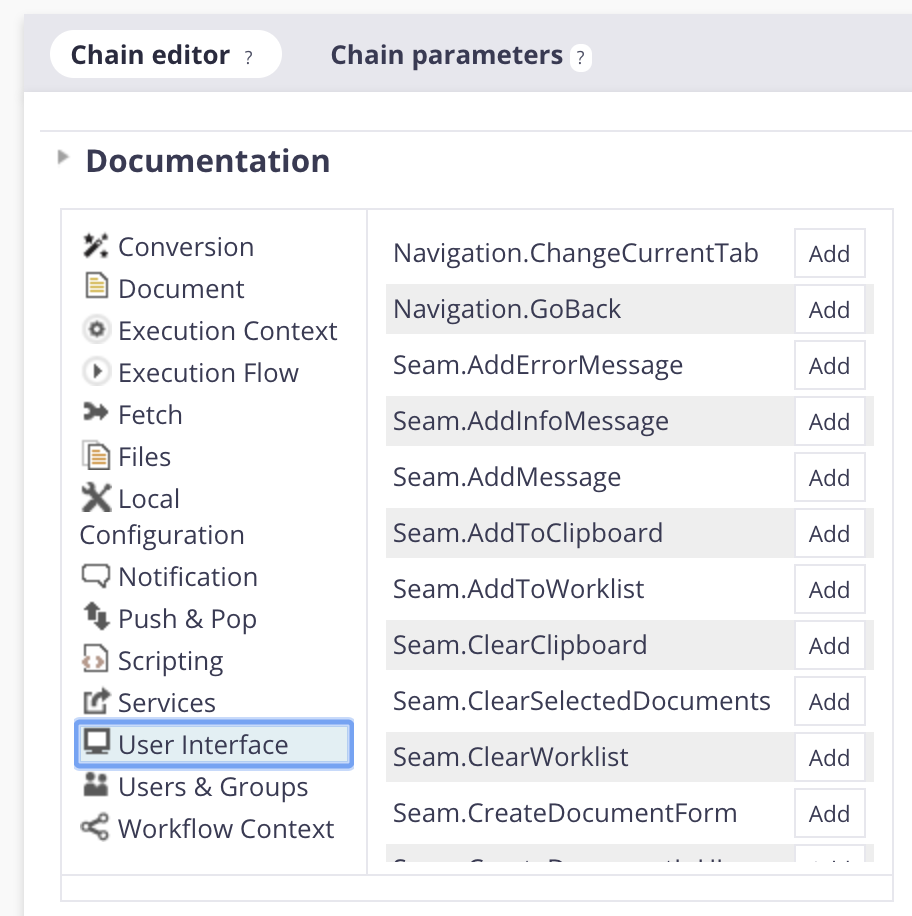 Chain editor ? Chain parameters ?
Documentation
Conversion
Document
Execution Context
Execution Flow
Fetch
Files
Local
Configuration
Notification
Push & Pop
Scripting
Services
User Interface
Users & Groups
Workflow Context
Navigation.ChangeCurrentTab Add
Navigation.GoBack Add
Seam.AddErrorMessage Add
Seam.AddInfoMessage Add
Seam.AddMessage Add
Seam.AddToClipboard Add
Seam.AddToWorklist Add
Seam.ClearClipboard Add
Seam.ClearSelectedDocuments Add
Seam.ClearWorklist Add
Seam.CreateDocumentForm Add